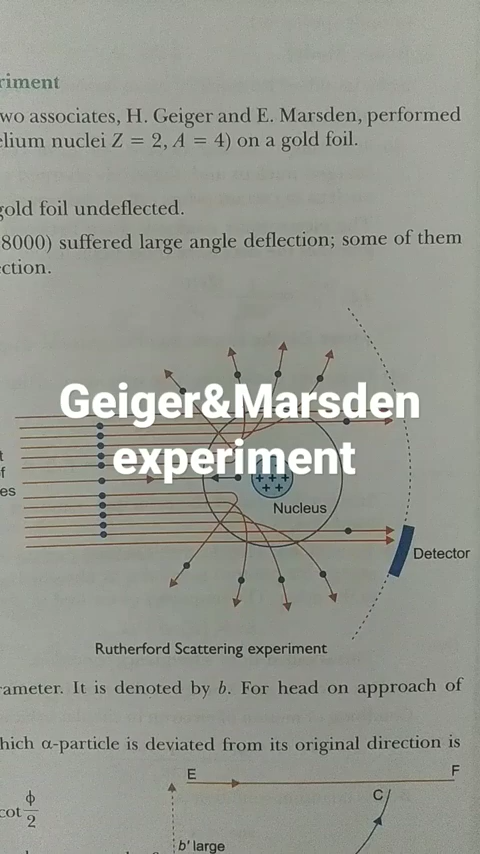 riment
wo associates, H. Geiger and E. Marsden, performed
elium nuclei Z = 2, A = 4) on a gold foil.
gold foil undeflected.
8000) suffered large angle deflection; some of them
ction.
Geiger&Marsden
experiment
t
f
es
+++
+++
++
Nucleus
Detector
Rutherford Scattering experiment
rameter. It is denoted by b. For head on approach of
hich α-particle is deviated from its original direction is
E
F
cot ϕ/2
C
b' large